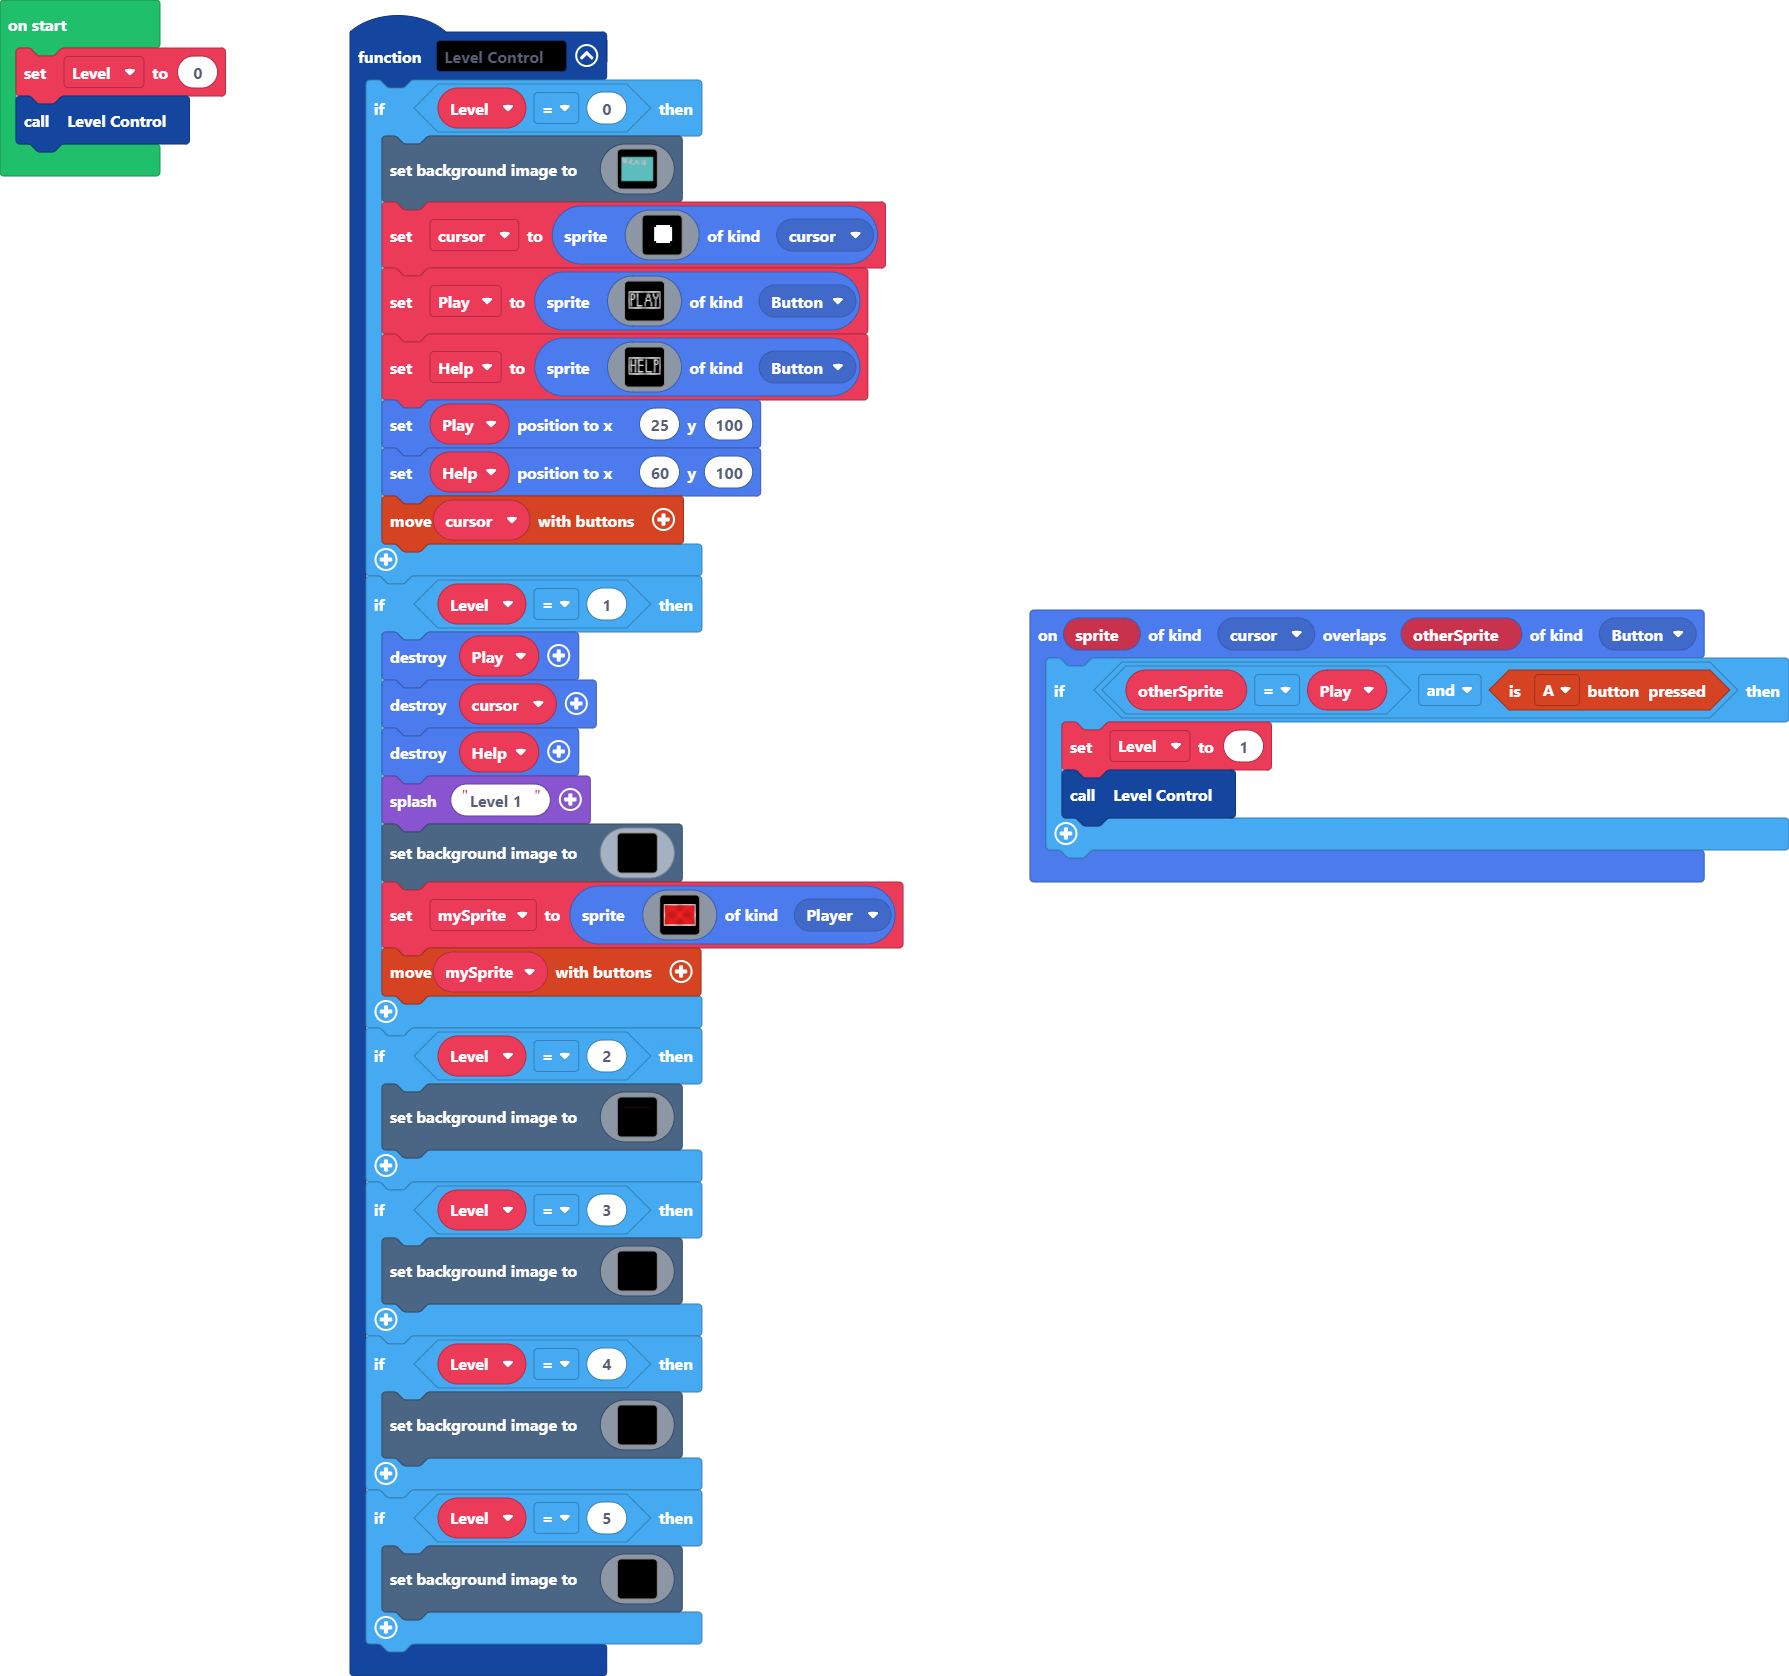 on start
set Level to 0
call Level Control
function Level Control
if Level = 0 then
set background image to
set cursor to sprite of kind cursor
set Play to sprite PLAY of kind Button
set Help to sprite HELP of kind Button
set Play position to x 25 y 100
set Help position to x 60 y 100
move cursor with buttons
if Level = 1 then
destroy Play
destroy cursor
destroy Help
splash "Level 1"
set background image to
set mySprite to sprite of kind Player
move mySprite with buttons
if Level = 2 then
set background image to
if Level = 3 then
set background image to
if Level = 4 then
set background image to
if Level = 5 then
set background image to
on sprite of kind cursor overlaps otherSprite of kind Button
if otherSprite = Play and is A button pressed then
set Level to 1
call Level Control